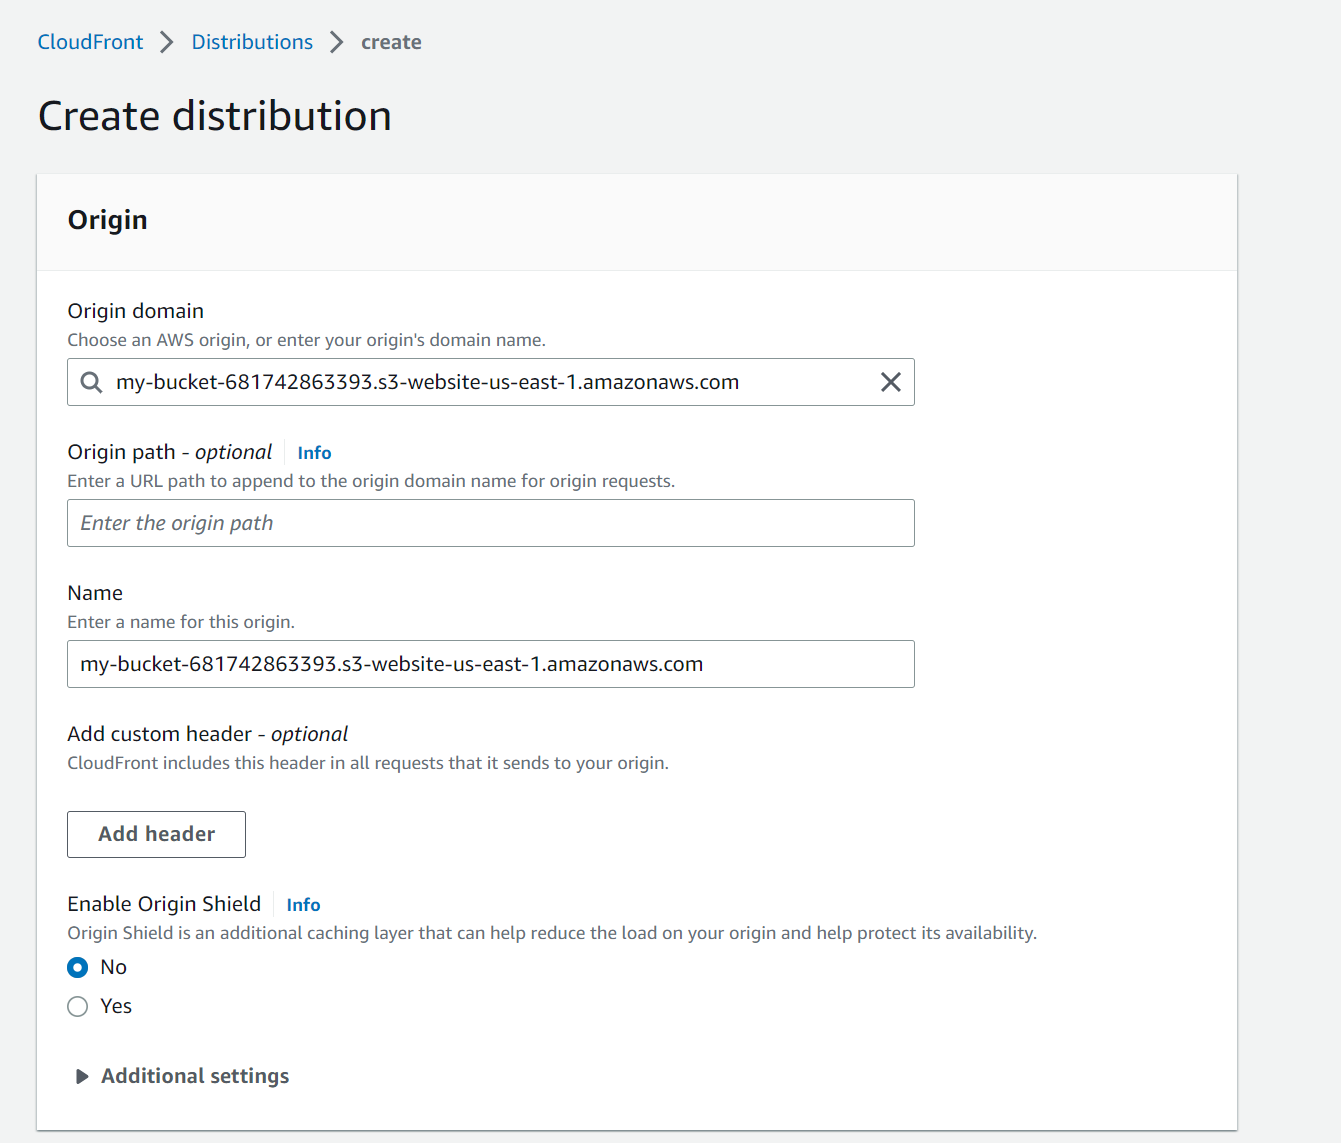 CloudFront > Distributions > create
Create distribution
Origin
Origin domain
Choose an AWS origin, or enter your origin's domain name.
my-bucket-681742863393.s3-website-us-east-1.amazonaws.com
Origin path - optional Info
Enter a URL path to append to the origin domain name for origin requests.
Enter the origin path
Name
Enter a name for this origin.
my-bucket-681742863393.s3-website-us-east-1.amazonaws.com
Add custom header - optional
CloudFront includes this header in all requests that it sends to your origin.
Add header
Enable Origin Shield Info
Origin Shield is an additional caching layer that can help reduce the load on your origin and help protect its availability.
No
Yes
Additional settings